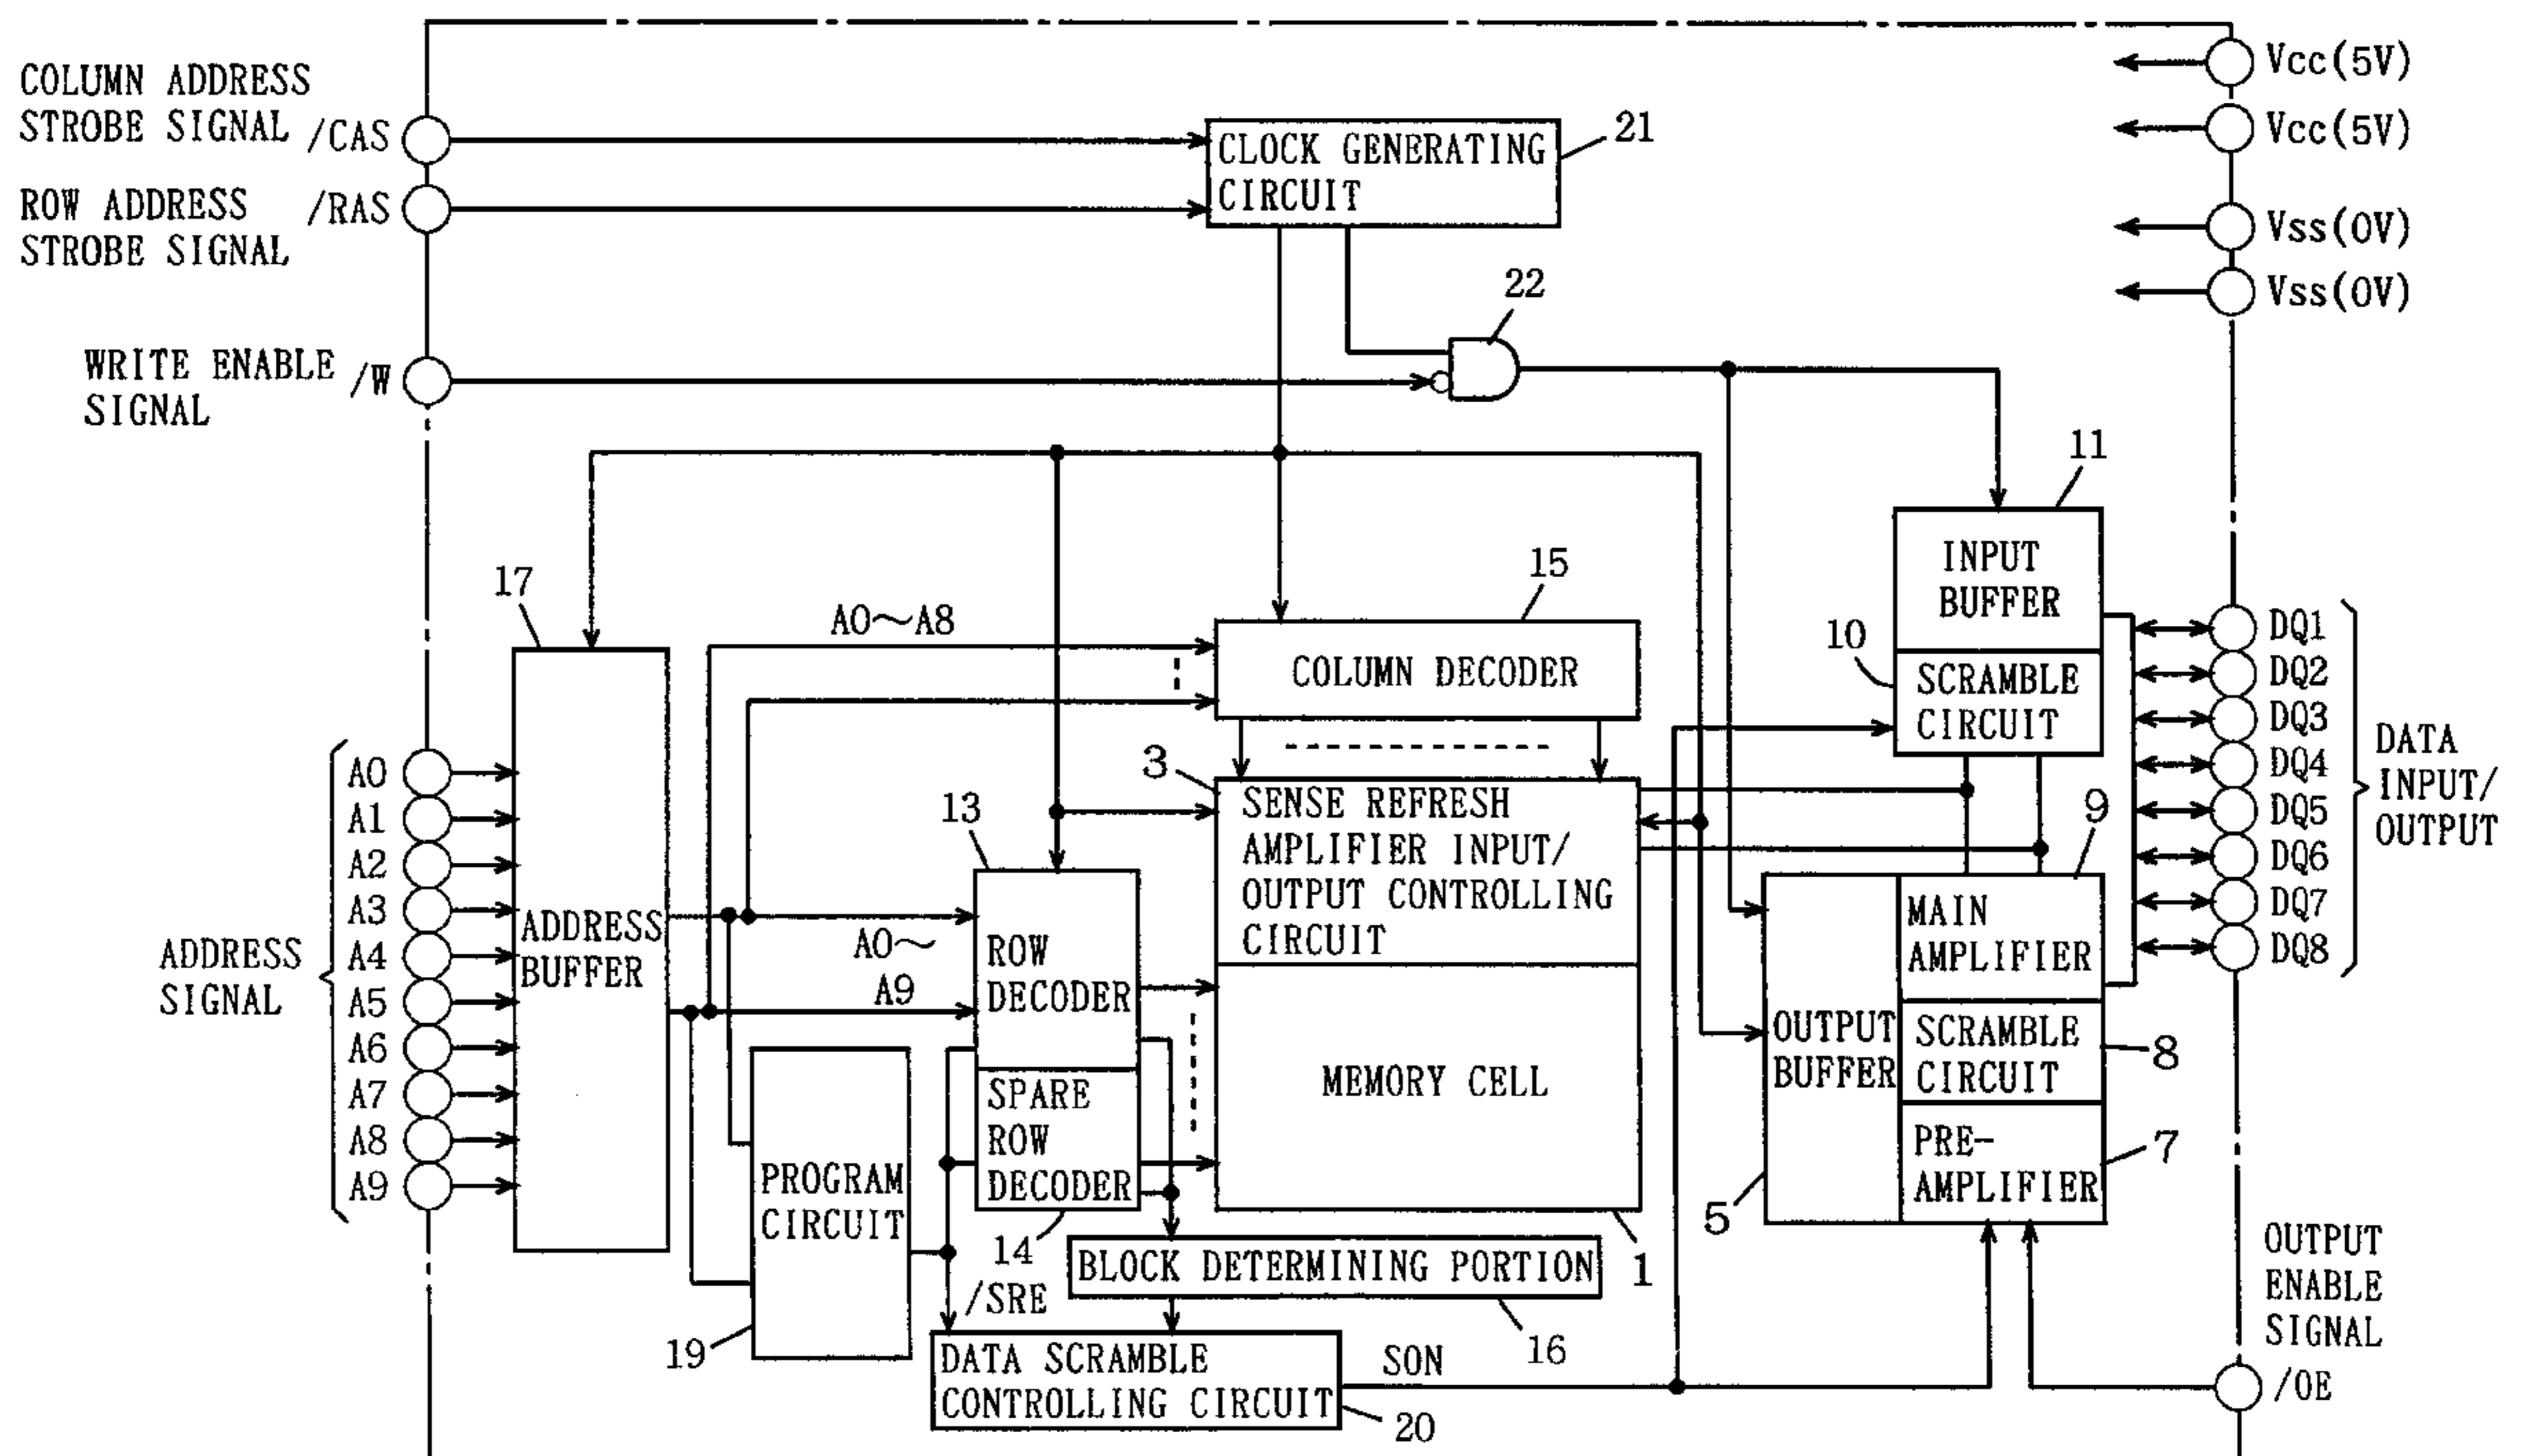 COLUMN ADDRESS
STROBE SIGNAL /CAS
ROW ADDRESS /RAS
STROBE SIGNAL
WRITE ENABLE /W
SIGNAL
CLOCK GENERATING
CIRCUIT
21
22
Vcc(5V)
Vcc(5V)
Vss(0V)
Vss(0V)
17
ADDRESS
BUFFER
ADDRESS
SIGNAL
A0
A1
A2
A3
A4
A5
A6
A7
A8
A9
A0~A8
15
COLUMN DECODER
11
INPUT
BUFFER
10
SCRAMBLE
CIRCUIT
DQ1
DQ2
DQ3
DQ4
DQ5
DQ6
DQ7
DQ8
DATA
INPUT/
OUTPUT
3
SENSE REFRESH
AMPLIFIER INPUT/
OUTPUT CONTROLLING
CIRCUIT
MEMORY CELL
1
13
A0~
A9
ROW
DECODER
SPARE
ROW
DECODER
14
PROGRAM
CIRCUIT
19
/SRE
BLOCK DETERMINING PORTION
16
DATA SCRAMBLE
CONTROLLING CIRCUIT
20
SON
9
MAIN
AMPLIFIER
OUTPUT
BUFFER
5
SCRAMBLE
CIRCUIT
8
PRE-
AMPLIFIER
7
OUTPUT
ENABLE
SIGNAL
/OE